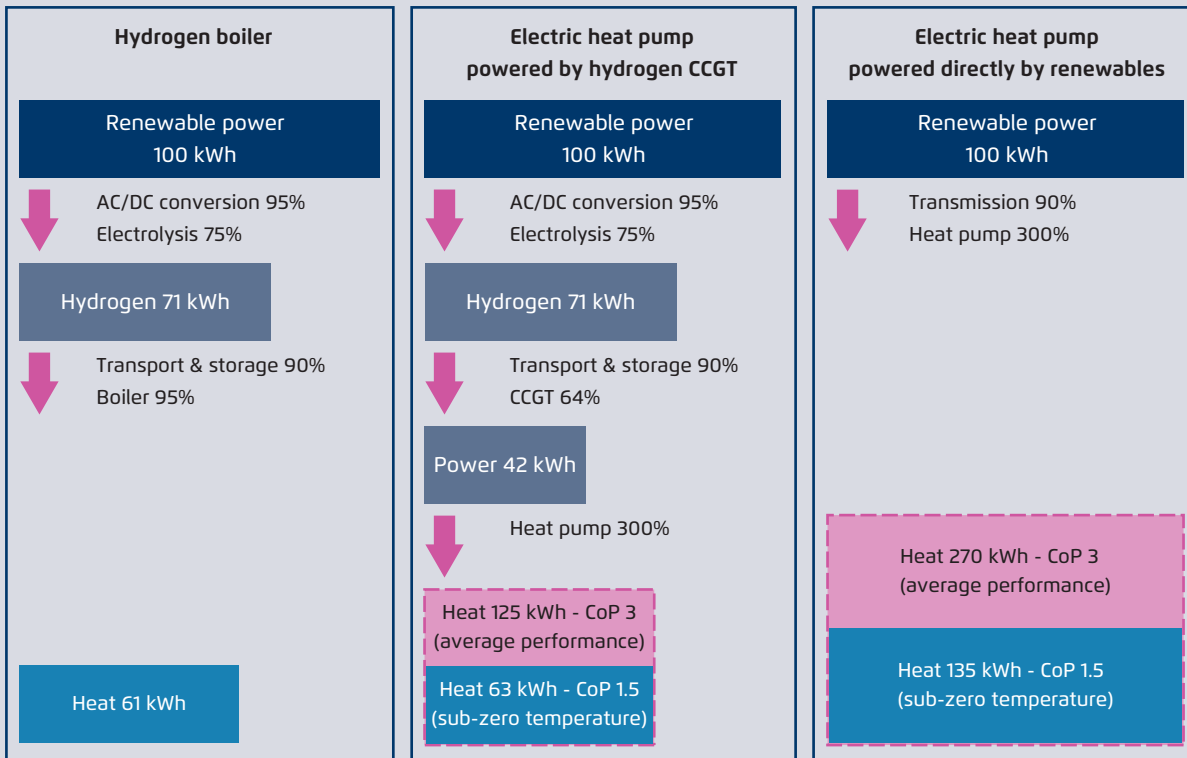 Hydrogen boiler
Renewable power
100 kWh
AC/DC conversion 95%
Electrolysis 75%
Hydrogen 71 kWh
Transport & storage 90%
Boiler 95%
Heat 61 kWh
Electric heat pump
powered by hydrogen CCGT
Renewable power
100 kWh
AC/DC conversion 95%
Electrolysis 75%
Hydrogen 71 kWh
Transport & storage 90%
CCGT 64%
Power 42 kWh
Heat pump 300%
Heat 125 kWh - CoP 3
(average performance)
Heat 63 kWh - CoP 1.5
(sub-zero temperature)
Electric heat pump
powered directly by renewables
Renewable power
100 kWh
Transmission 90%
Heat pump 300%
Heat 270 kWh - CoP 3
(average performance)
Heat 135 kWh - CoP 1.5
(sub-zero temperature)